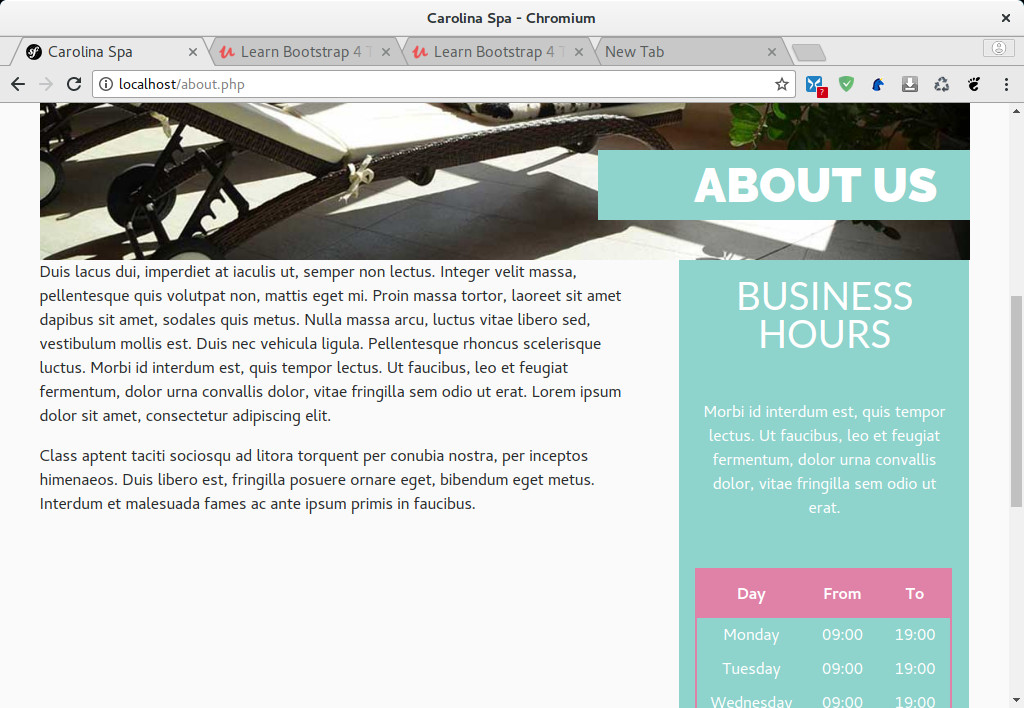 Carolina Spa - Chromium
Carolina Spa
Learn Bootstrap 4 T
Learn Bootstrap 4 T
New Tab
localhost/about.php
ABOUT US
Duis lacus dui, imperdiet at iaculis ut, semper non lectus. Integer velit massa,
pellentesque quis volutpat non, mattis eget mi. Proin massa tortor, laoreet sit amet
dapibus sit amet, sodales quis metus. Nulla massa arcu, luctus vitae libero sed,
vestibulum mollis est. Duis nec vehicula ligula. Pellentesque rhoncus scelerisque
luctus. Morbi id interdum est, quis tempor lectus. Ut faucibus, leo et feugiat
fermentum, dolor urna convallis dolor, vitae fringilla sem odio ut erat. Lorem ipsum
dolor sit amet, consectetur adipiscing elit.
Class aptent taciti sociosqu ad litora torquent per conubia nostra, per inceptos
himenaeos. Duis libero est, fringilla posuere ornare eget, bibendum eget metus.
Interdum et malesuada fames ac ante ipsum primis in faucibus.
BUSINESS
HOURS
Morbi id interdum est, quis tempor
lectus. Ut faucibus, leo et feugiat
fermentum, dolor urna convallis
dolor, vitae fringilla sem odio ut
erat.
Day From To
Monday 09:00 19:00
Tuesday 09:00 19:00
Wednesday 09:00 19:00